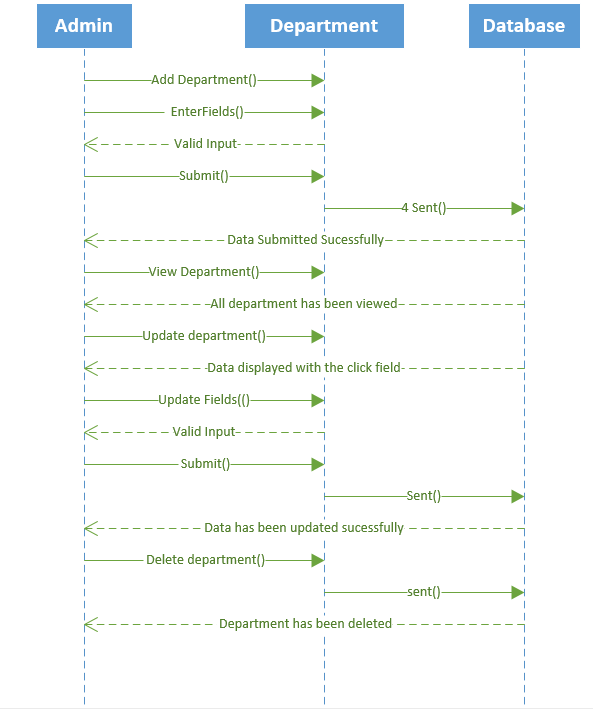 Admin Department Database
Add Department()
EnterFields()
Valid Input
Submit()
4 Sent()
Data Submitted Sucessfully
View Department()
All department has been viewed
Update department()
Data displayed with the click field
Update Fields(()
Valid Input
Submit()
Sent()
Data has been updated sucessfully
Delete department()
sent()
Department has been deleted